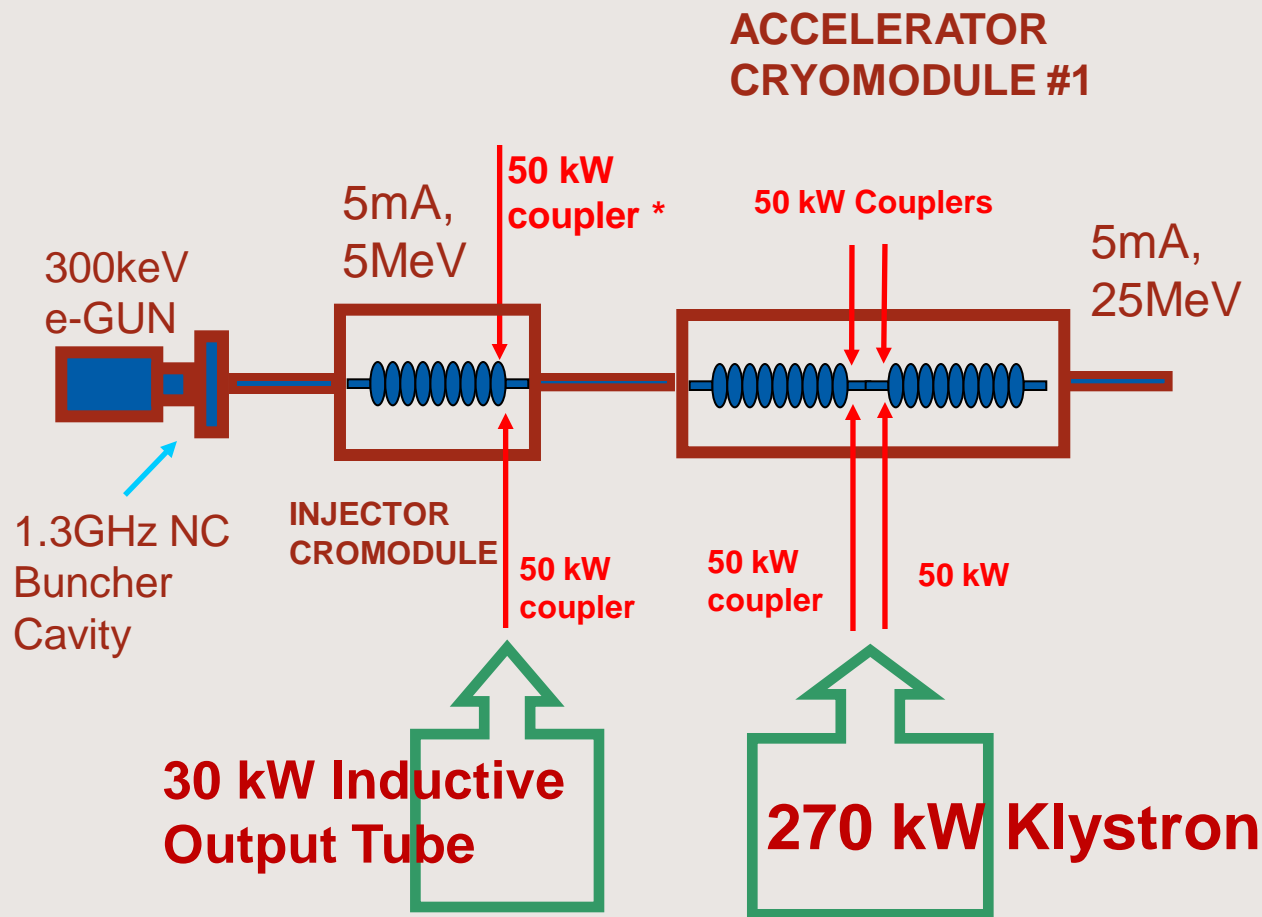 ACCELERATOR
CRYOMODULE #1
50 kW
coupler *
5mA,
5MeV
50 kW Couplers
5mA,
25MeV
300keV
e-GUN
1.3GHz NC
Buncher
Cavity
INJECTOR
CROMODULE
50 kW
coupler
50 kW
coupler
50 kW
30 kW Inductive
Output Tube
270 kW Klystron